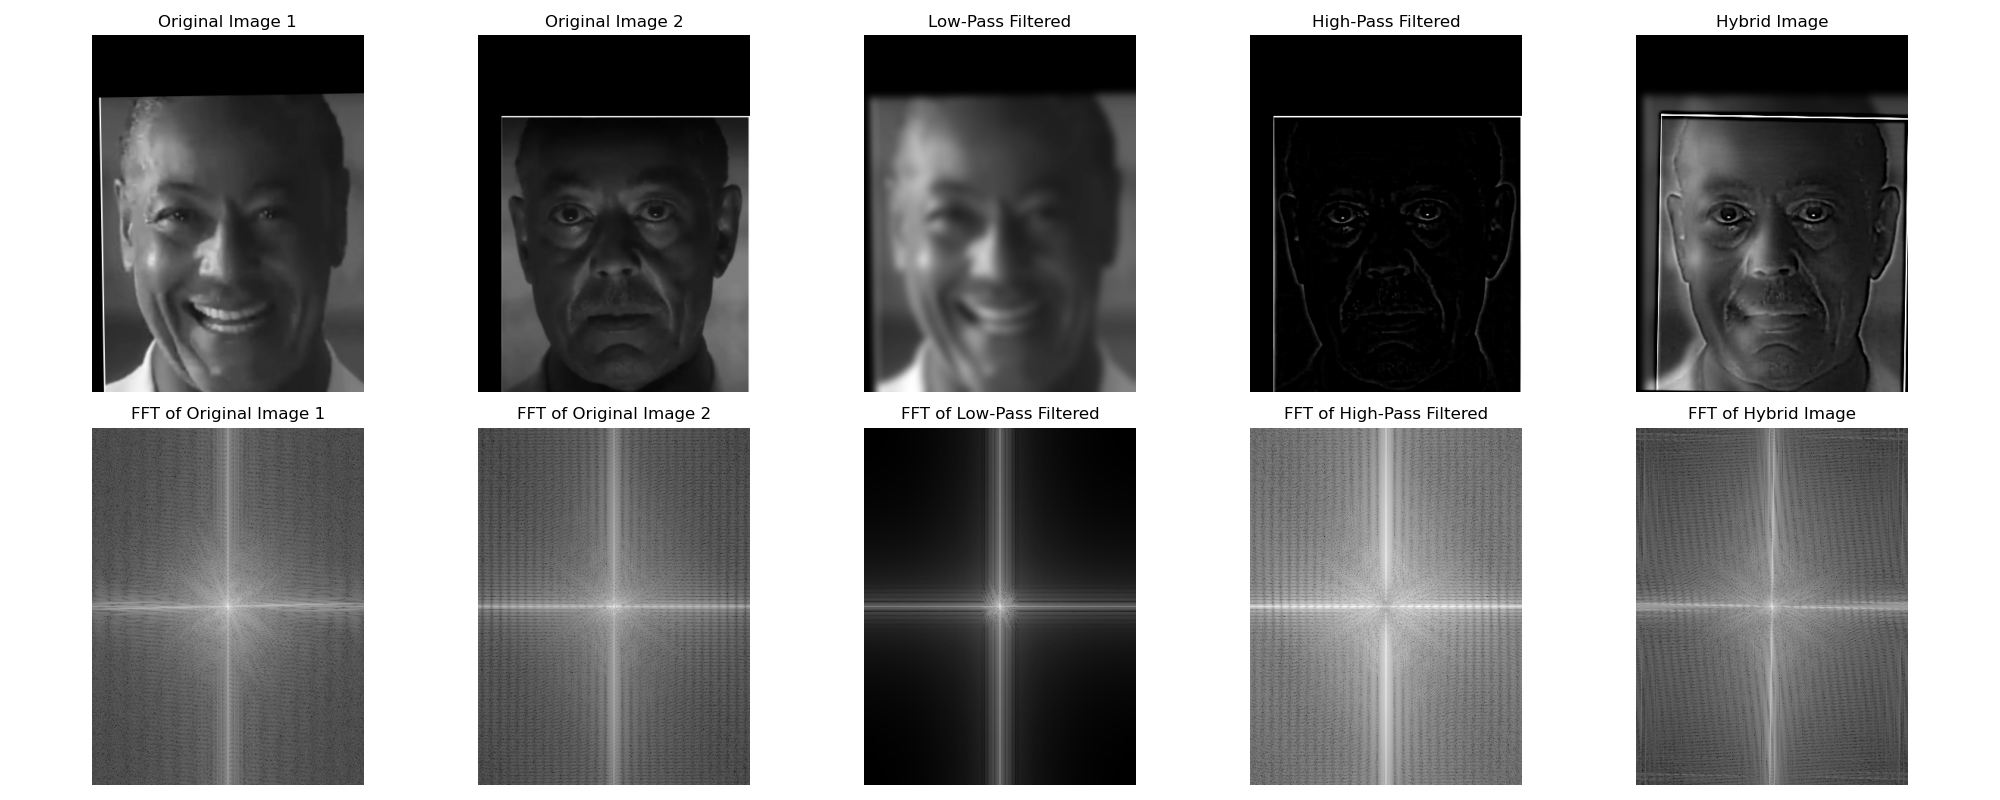 Original Image 1
Original Image 2
Low-Pass Filtered
High-Pass Filtered
Hybrid Image
FFT of Original Image 1
FFT of Original Image 2
FFT of Low-Pass Filtered
FFT of High-Pass Filtered
FFT of Hybrid Image